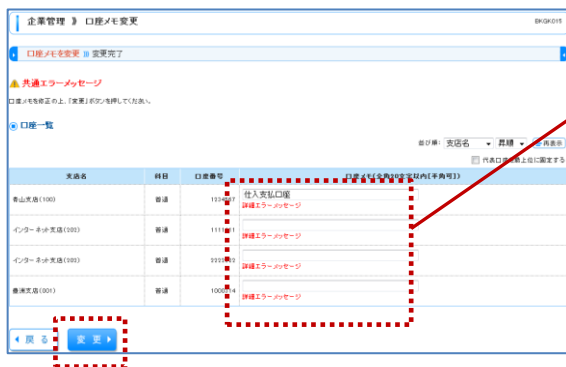 企業管理 》 口座メモ変更
BKGK015
口座メモを変更 》 変更完了
共通エラーメッセージ
口座メモを修正の上、「変更」ボタンを押してください。
口座一覧
並び順: 支店名 昇順 再表示
代表口座を最上位に固定する
支店名 科目 口座番号 口座メモ[全角20文字以内[半角可]]
青山支店(100) 普通 1234567 仕入支払口座
詳細エラーメッセージ
インターネット支店(202) 普通 1111111
詳細エラーメッセージ
インターネット支店(202) 普通
詳細エラーメッセージ
豊洲支店(001) 普通
詳細エラーメッセージ
戻る 変更